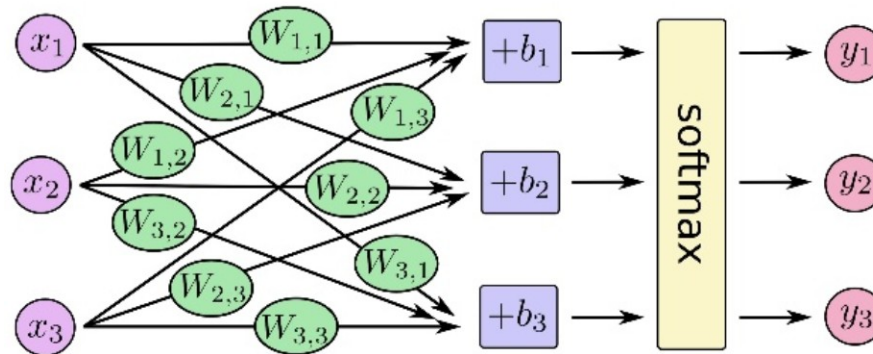 x₁ W₁,₁ +b₁ y₁
W₂,₁ W₁,₃
W₁,₂
x₂ W₂,₂ +b₂ softmax y₂
W₃,₂
W₃,₁
W₂,₃
x₃ W₃,₃ +b₃ y₃